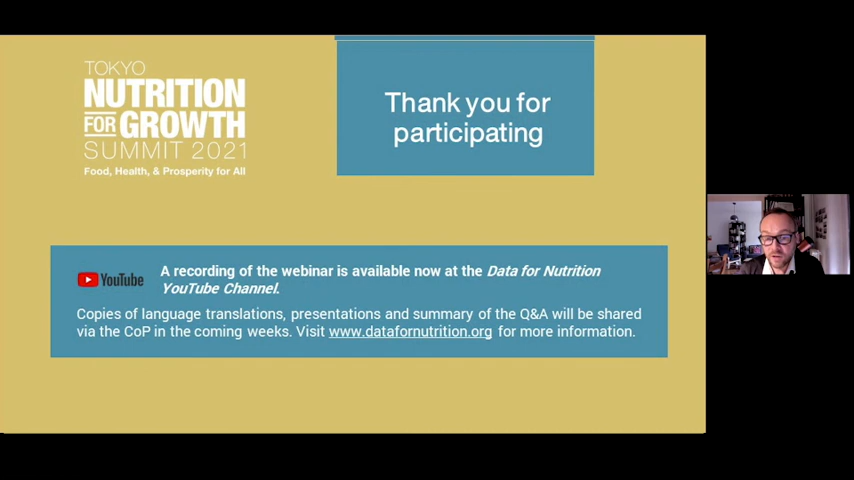 TOKYO
NUTRITION
FOR GROWTH
SUMMIT 2021
Food, Health, & Prosperity for All
Thank you for
participating
YouTube
A recording of the webinar is available now at the Data for Nutrition
YouTube Channel.
Copies of language translations, presentations and summary of the Q&A will be shared
via the CoP in the coming weeks. Visit www.datafornutrition.org for more information.